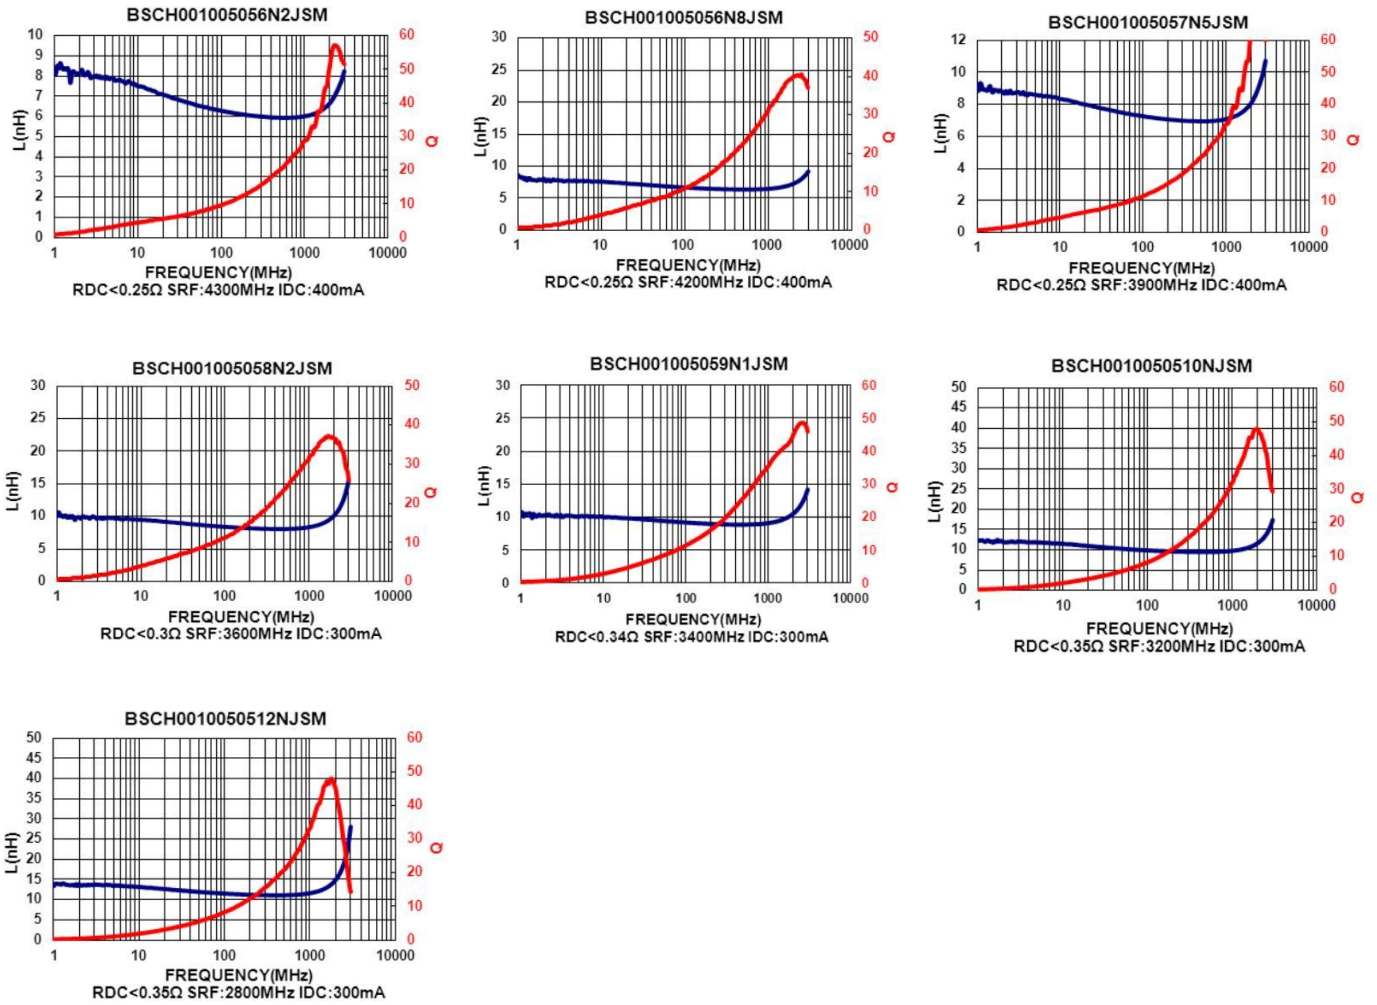 BSCH001005056N2JSM
10
9
8
7
6
5
4
3
2
1
0
L(nH)
60
50
40
30
20
10
0
Q
1 10 100 1000 10000
FREQUENCY(MHz)
RDC<0.25Ω SRF:4300MHz IDC:400mA
BSCH001005056N8JSM
30
25
20
15
10
5
0
L(nH)
50
40
30
20
10
0
Q
1 10 100 1000 10000
FREQUENCY(MHz)
RDC<0.25Ω SRF:4200MHz IDC:400mA
BSCH001005057N5JSM
12
10
8
6
4
2
0
L(nH)
60
50
40
30
20
10
0
Q
1 10 100 1000 10000
FREQUENCY(MHz)
RDC<0.25Ω SRF:3900MHz IDC:400mA
BSCH001005058N2JSM
30
25
20
15
10
5
0
L(nH)
50
40
30
20
10
0
Q
1 10 100 1000 10000
FREQUENCY(MHz)
RDC<0.3Ω SRF:3600MHz IDC:300mA
BSCH001005059N1JSM
30
25
20
15
10
5
0
L(nH)
60
50
40
30
20
10
0
Q
1 10 100 1000 10000
FREQUENCY(MHz)
RDC<0.34Ω SRF:3400MHz IDC:300mA
BSCH0010050510NJSM
50
45
40
35
30
25
20
15
10
5
0
L(nH)
60
50
40
30
20
10
0
Q
1 10 100 1000 10000
FREQUENCY(MHz)
RDC<0.35Ω SRF:3200MHz IDC:300mA
BSCH0010050512NJSM
50
45
40
35
30
25
20
15
10
5
0
L(nH)
60
50
40
30
20
10
0
Q
1 10 100 1000 10000
FREQUENCY(MHz)
RDC<0.35Ω SRF:2800MHz IDC:300mA